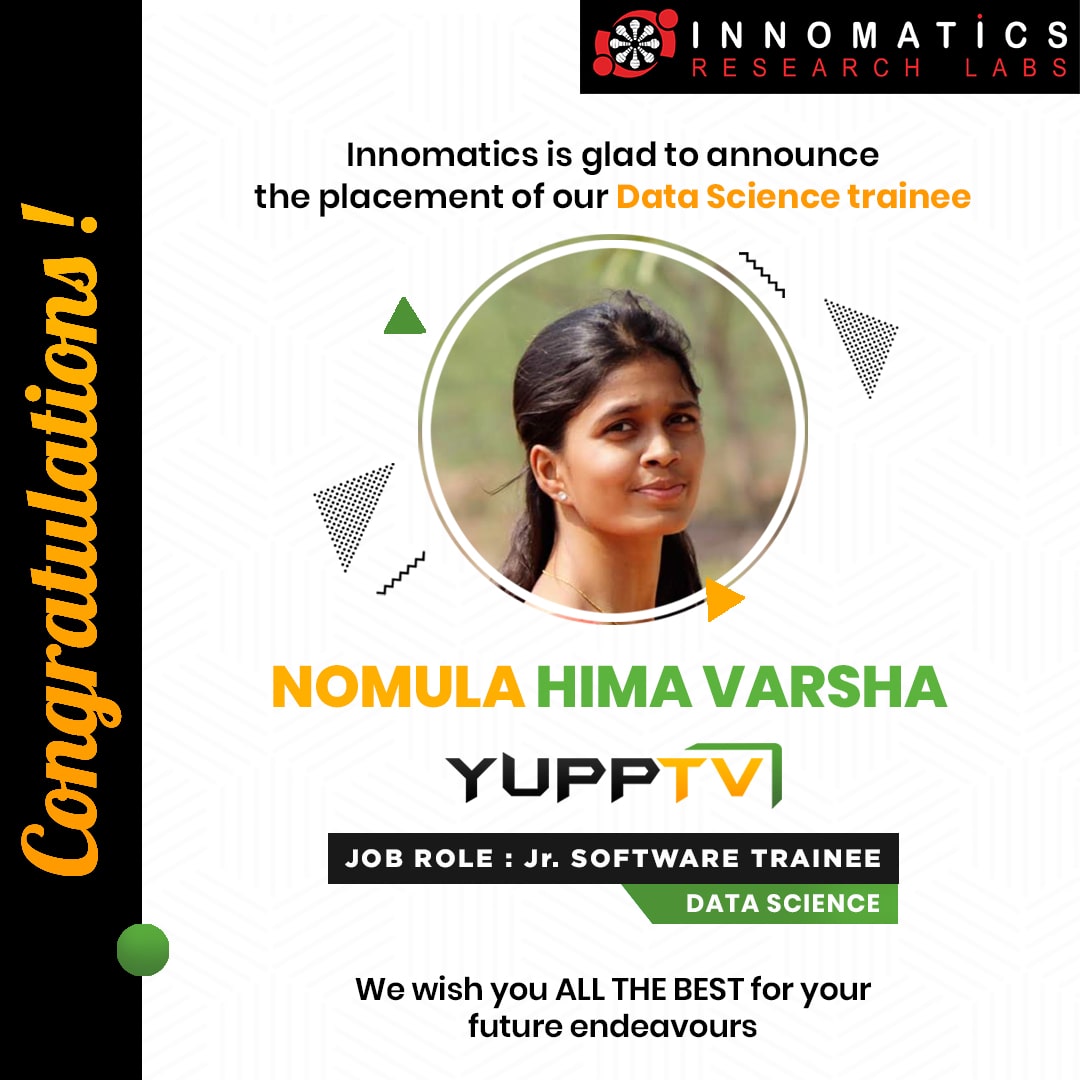 INNOMATiCS
RESEARCH LABS
Congratulations !
Innomatics is glad to announce
the placement of our Data Science trainee
NOMULA HIMA VARSHA
YUPPTV
JOB ROLE : Jr. SOFTWARE TRAINEE
DATA SCIENCE
We wish you ALL THE BEST for your
future endeavours